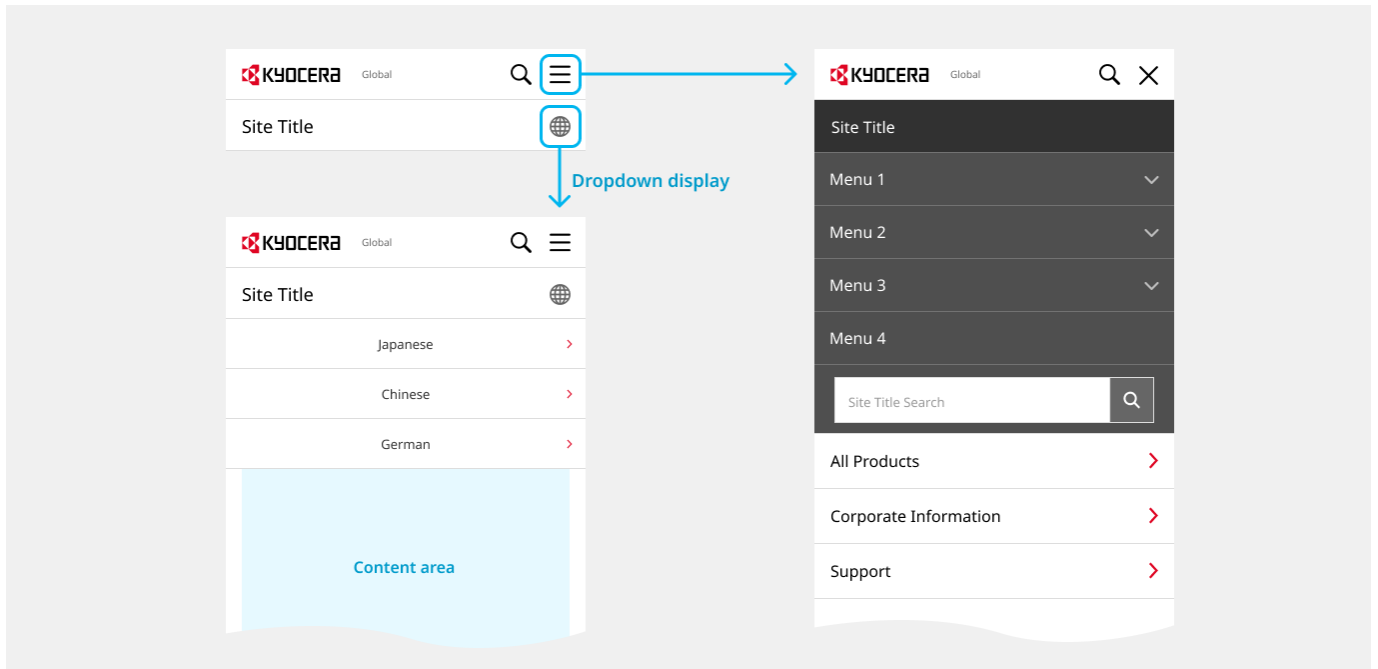 KYOCERA Global
Site Title
Dropdown display
KYOCERA Global
Site Title
Japanese
Chinese
German
Content area
KYOCERA Global
Site Title
Menu 1
Menu 2
Menu 3
Menu 4
Site Title Search
All Products
Corporate Information
Support